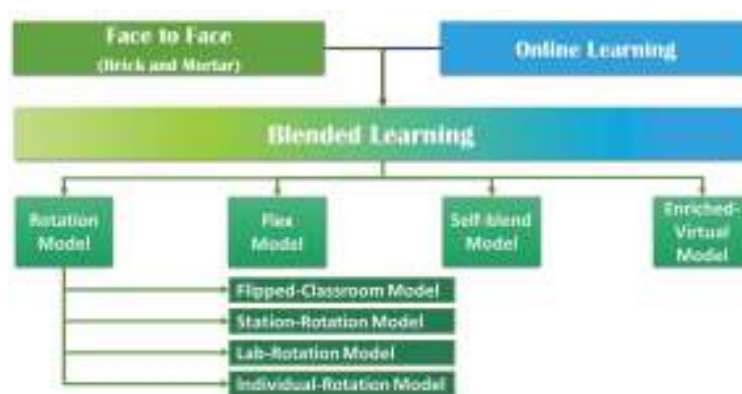 Face to Face
(Brick and Mortar)
Online Learning
Blended Learning
Rotation
Model
Flex
Model
Self-blend
Model
Enriched-
Virtual
Model
Flipped-Classroom Model
Station-Rotation Model
Lab-Rotation Model
Individual-Rotation Model